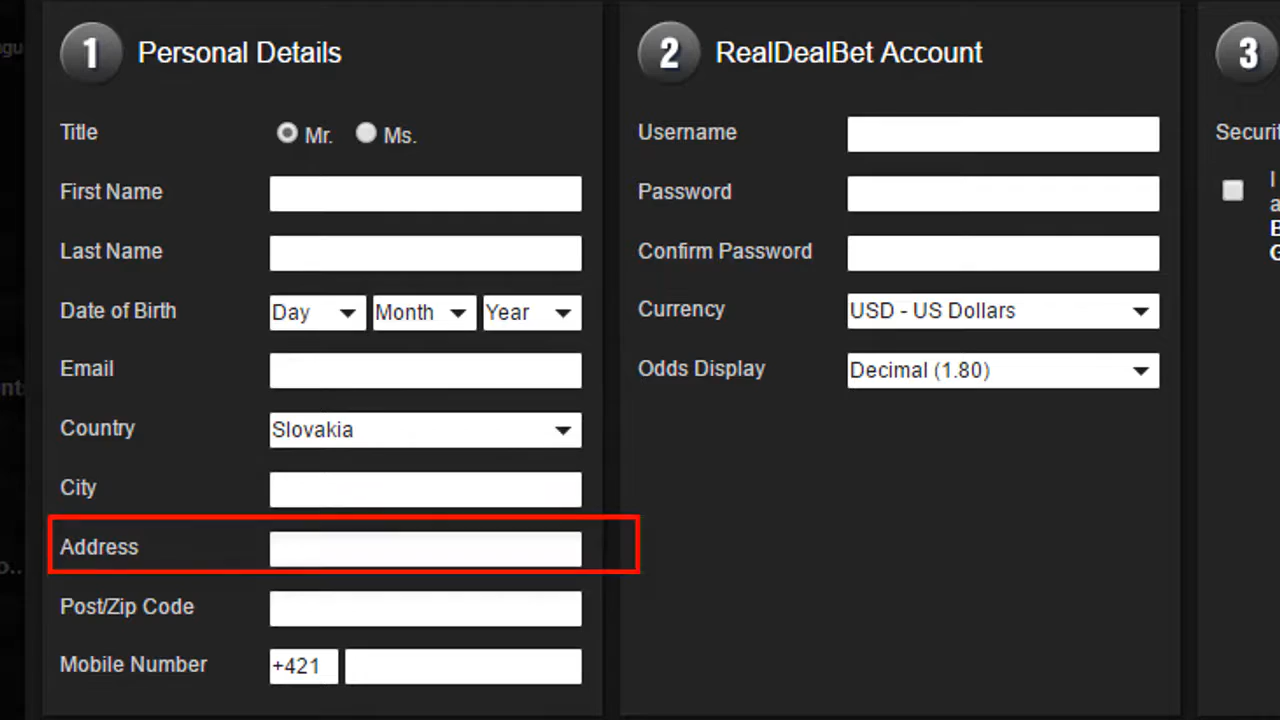 1 Personal Details
Title Mr. Ms.
First Name
Last Name
Date of Birth Day Month Year
Email
Country Slovakia
City
Address
Post/Zip Code
Mobile Number +421
2 RealDealBet Account
Username
Password
Confirm Password
Currency USD - US Dollars
Odds Display Decimal (1.80)
3
I